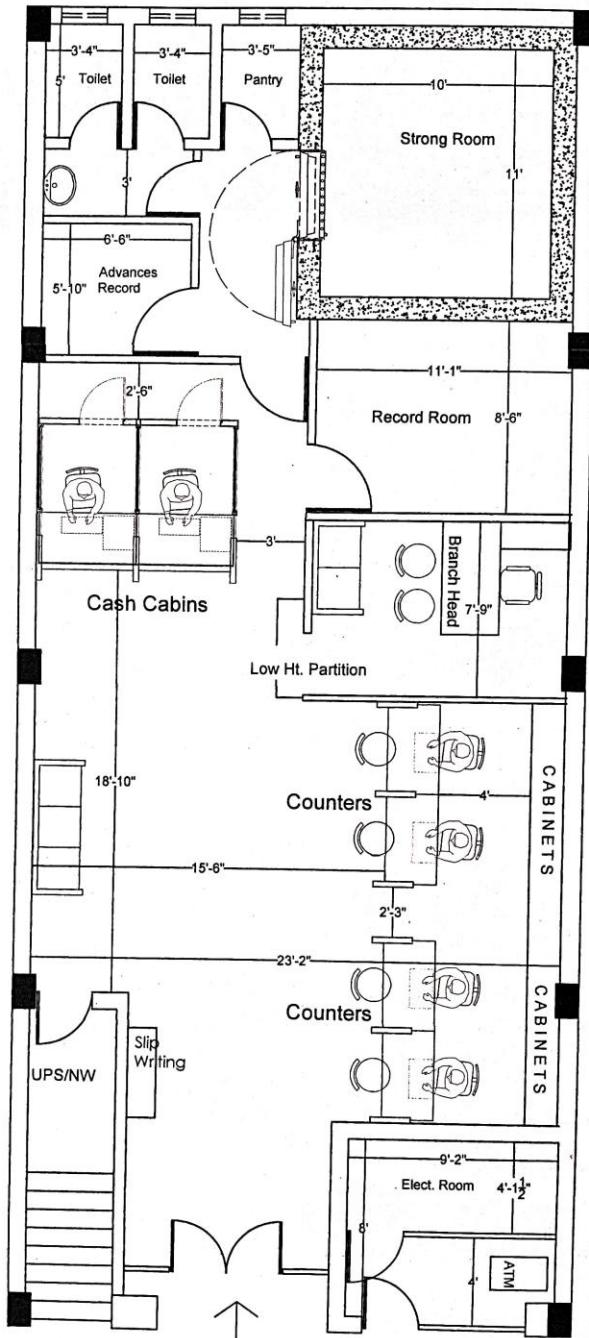 3'-4"
3'-4"
3'-5"
5'
Toilet
Toilet
Pantry
10'
Strong Room
11'
3'
6'-6"
Advances
Record
5'-10"
2'-6"
11'-1"
Record Room
8'-6"
3'
Cash Cabins
Branch Head
7'-9"
Low Ht. Partition
18'-10"
Counters
4'
CABINETS
15'-6"
2'-3"
23'-2"
Counters
CABINETS
Slip
Writing
UPS/NW
9'-2"
Elect. Room
4'-1 1/2"
8'
4'
ATM